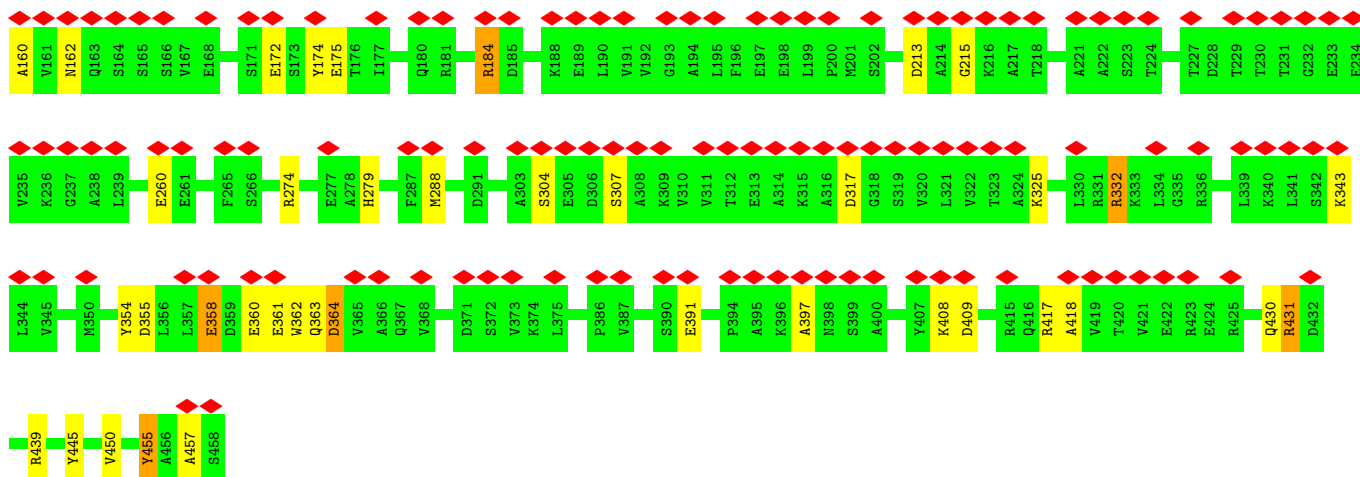 A160 V161 N162 Q163 S164 S165 S166 V167 E168 S171 E172 S173 Y174 E175 T176 I177 Q180 R181 R184 D185 K188 E189 L190 V191 V192 G193 A194 L195 F196 E197 E198 L199 P200 M201 S202 D213 A214 G215 K216 A217 T218 A221 A222 S223 T224 T227 D228 T229 T230 T231 G232 E233 E234
V235 K236 G237 A238 L239 E260 E261 F265 S266 R274 E277 A278 H279 F287 M288 D291 A303 S304 E305 D306 S307 A308 K309 V310 V311 T312 E313 A314 K315 A316 D317 G318 S319 V320 L321 V322 T323 A324 K325 L330 R331 R332 K333 L334 G335 R336 L339 K340 L341 S342 K343
L344 V345 M350 Y354 D355 L356 L357 E358 D359 E360 E361 W362 Q363 D364 V365 A366 Q367 V368 D371 S372 V373 K374 L375 P386 V387 S390 E391 P394 A395 K396 A397 N398 S399 A400 Y407 K408 D409 R415 Q416 R417 A418 V419 T420 V421 E422 R423 E424 R425 Q430 R431 D432
R439 Y445 V450 Y455 A456 A457 S458